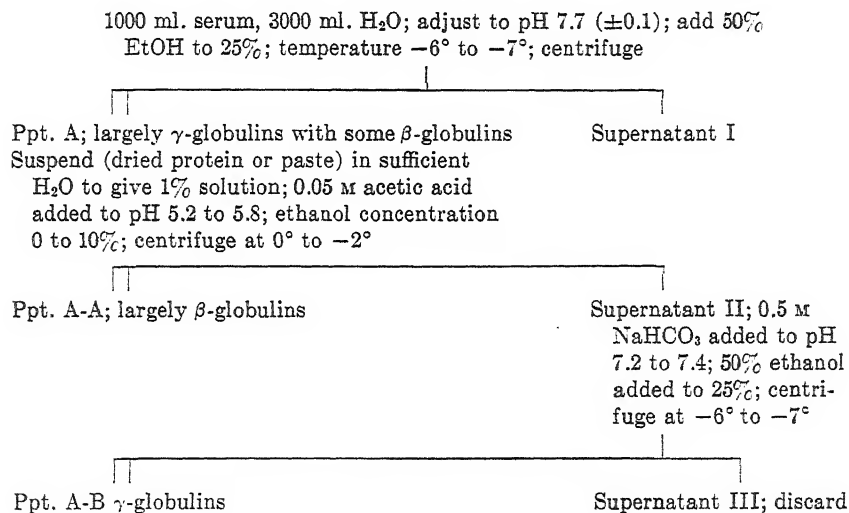 1000 ml. serum, 3000 ml. H₂O; adjust to pH 7.7 (±0.1); add 50%
EtOH to 25%; temperature −6° to −7°; centrifuge
Ppt. A; largely γ-globulins with some β-globulins
Suspend (dried protein or paste) in sufficient
H₂O to give 1% solution; 0.05 M acetic acid
added to pH 5.2 to 5.8; ethanol concentration
0 to 10%; centrifuge at 0° to −2°
Supernatant I
Ppt. A-A; largely β-globulins
Supernatant II; 0.5 M
NaHCO₃ added to pH
7.2 to 7.4; 50% ethanol
added to 25%; centri-
fuge at −6° to −7°
Ppt. A-B γ-globulins
Supernatant III; discard